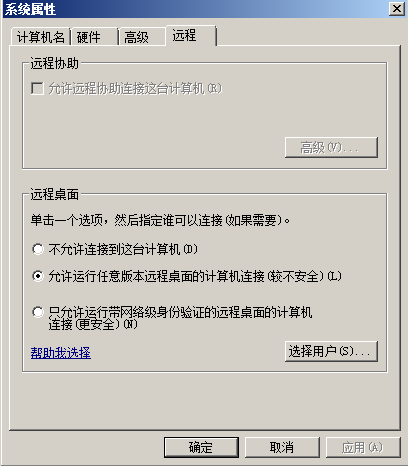 系统属性
计算机名 硬件 高级 远程
远程协助
允许远程协助连接这台计算机(R)
高级(V)...
远程桌面
单击一个选项，然后指定谁可以连接(如果需要)。
不允许连接到这台计算机(D)
允许运行任意版本远程桌面的计算机连接(较不安全)(L)
只允许运行带网络级身份验证的远程桌面的计算机
连接(更安全)(N)
帮助我选择 选择用户(S)...
确定 取消 应用(A)